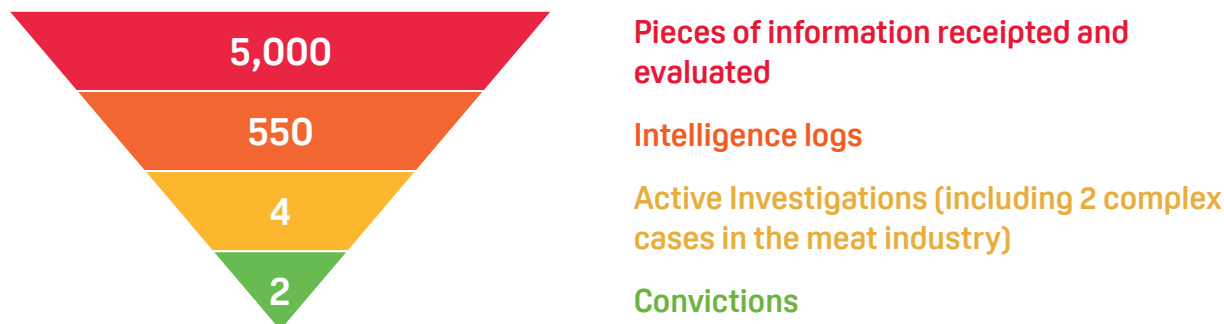 5,000
Pieces of information receipted and
evaluated
550
Intelligence logs
4
Active Investigations (including 2 complex
cases in the meat industry)
2
Convictions